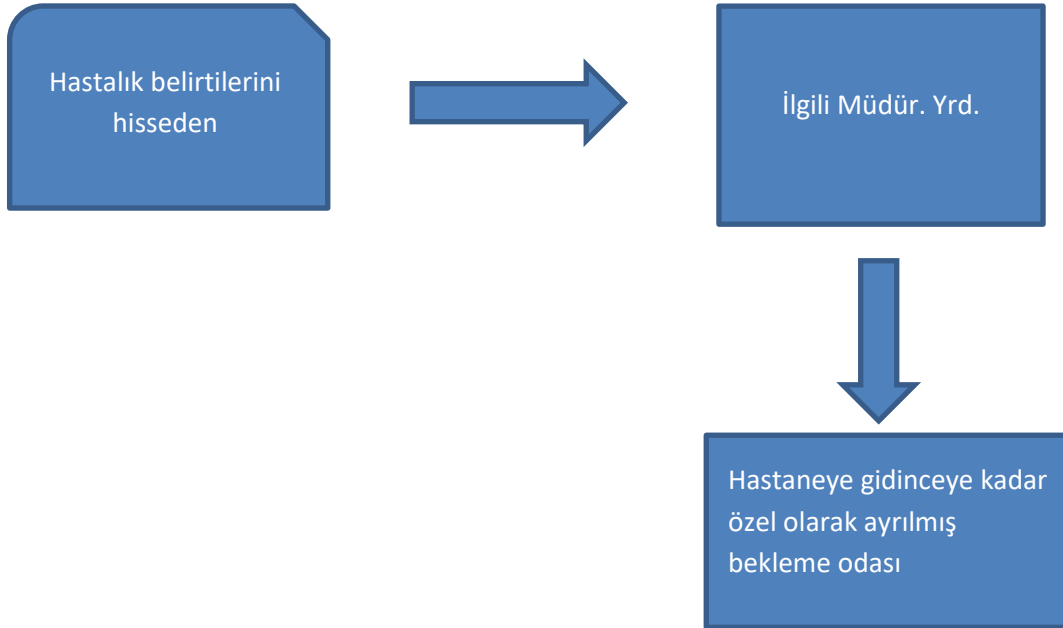 Hastalık belirtilerini
hisseden
İlgili Müdür. Yrd.
Hastaneye gidinceye kadar
özel olarak ayrılmış
bekleme odası